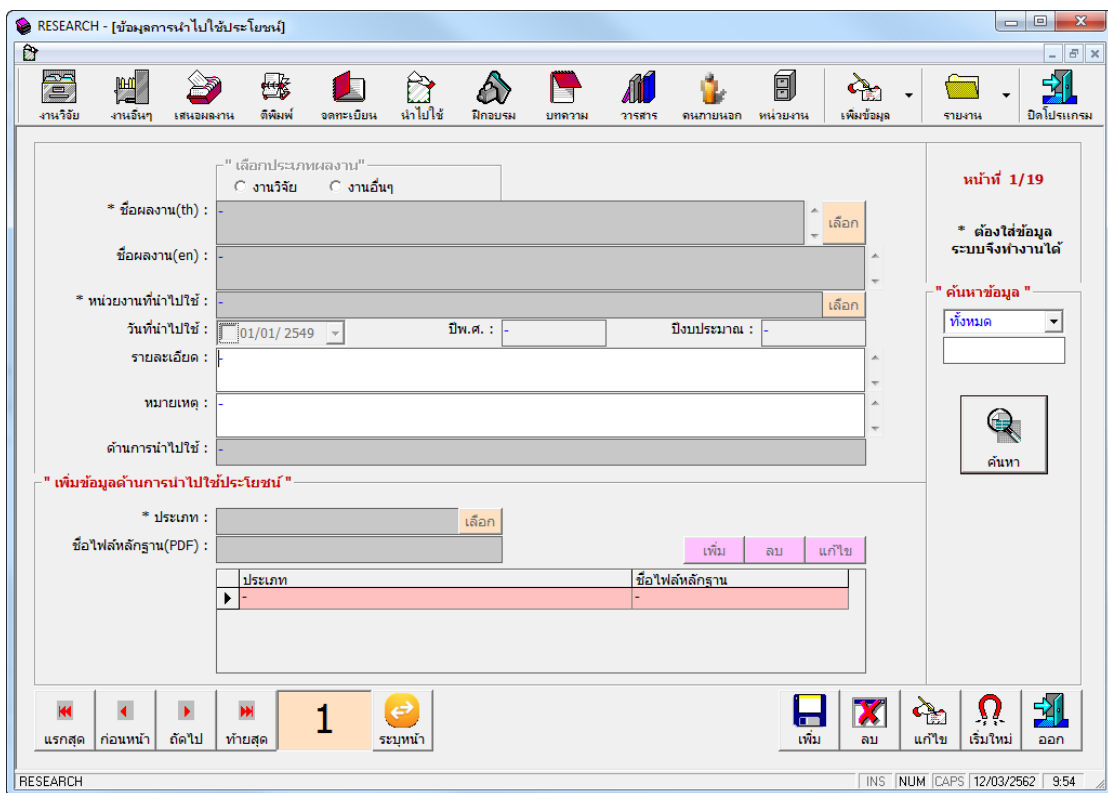 RESEARCH - [ข้อมูลการนำไปใช้ประโยชน์]
งานวิจัย งานอื่นๆ เสนอผลงาน ตีพิมพ์ จดทะเบียน นำไปใช้ ฝึกอบรม บทความ วารสาร คนภายนอก หน่วยงาน เพิ่มข้อมูล รายงาน ปิดโปรแกรม
" เลือกประเภทผลงาน"
งานวิจัย งานอื่นๆ
หน้าที่ 1/19
* ชื่อผลงาน(th) : - เลือก
* ต้องใส่ข้อมูล
ระบบจึงทำงานได้
ชื่อผลงาน(en) : -
* หน่วยงานที่นำไปใช้ : - เลือก
" ค้นหาข้อมูล "
วันที่นำไปใช้ : 01/01/ 2549 ปีพ.ศ. : - ปีงบประมาณ : -
ทั้งหมด
รายละเอียด : -
หมายเหตุ : -
ด้านการนำไปใช้ : -
ค้นหา
" เพิ่มข้อมูลด้านการนำไปใช้ประโยชน์ "
* ประเภท : เลือก
ชื่อไฟล์หลักฐาน(PDF) : เพิ่ม ลบ แก้ไข
ประเภท ชื่อไฟล์หลักฐาน
- -
1
แรกสุด ก่อนหน้า ถัดไป ท้ายสุด ระบุหน้า เพิ่ม ลบ แก้ไข เริ่มใหม่ ออก
RESEARCH INS NUM CAPS 12/03/2562 9:54